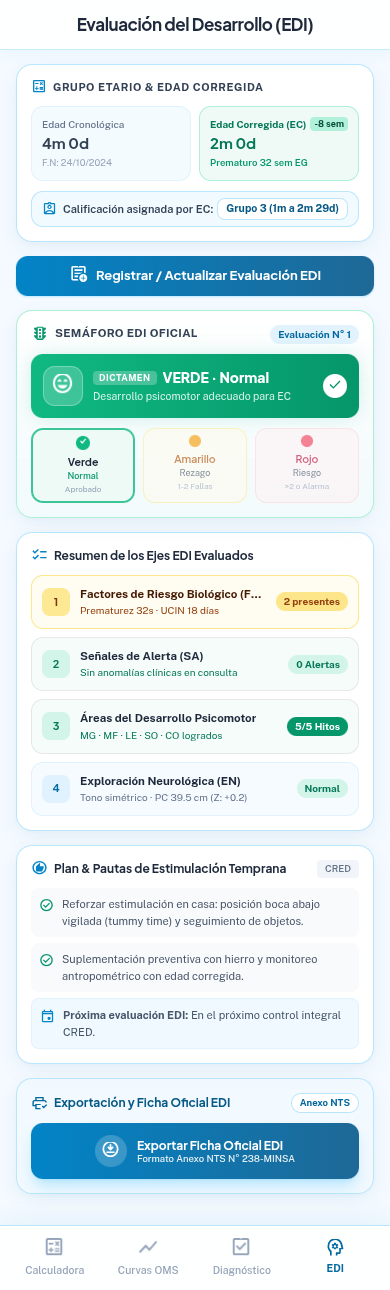 Evaluación del Desarrollo (EDI)
GRUPO ETARIO & EDAD CORREGIDA
Edad Cronológica
4m 0d
F.N: 24/10/2024
Edad Corregida (EC) -8 sem
2m 0d
Prematuro 32 sem EG
Calificación asignada por EC: Grupo 3 (1m a 2m 29d)
Registrar / Actualizar Evaluación EDI
SEMÁFORO EDI OFICIAL
Evaluación N° 1
DICTAMEN VERDE · Normal
Desarrollo psicomotor adecuado para EC
Verde
Normal
Aprobado
Amarillo
Rezago
1-2 Fallas
Rojo
Riesgo
>2 o Alarma
Resumen de los Ejes EDI Evaluados
1
Factores de Riesgo Biológico (F...
Prematurez 32s · UCIN 18 días
2 presentes
2
Señales de Alerta (SA)
Sin anomalías clínicas en consulta
0 Alertas
3
Áreas del Desarrollo Psicomotor
MG · MF · LE · SO · CO logrados
5/5 Hitos
4
Exploración Neurológica (EN)
Tono simétrico · PC 39.5 cm (Z: +0.2)
Normal
Plan & Pautas de Estimulación Temprana
CRED
Reforzar estimulación en casa: posición boca abajo
vigilada (tummy time) y seguimiento de objetos.
Suplementación preventiva con hierro y monitoreo
antropométrico con edad corregida.
Próxima evaluación EDI: En el próximo control integral
CRED.
Exportación y Ficha Oficial EDI
Anexo NTS
Exportar Ficha Oficial EDI
Formato Anexo NTS N° 238-MINSA
Calculadora
Curvas OMS
Diagnóstico
EDI